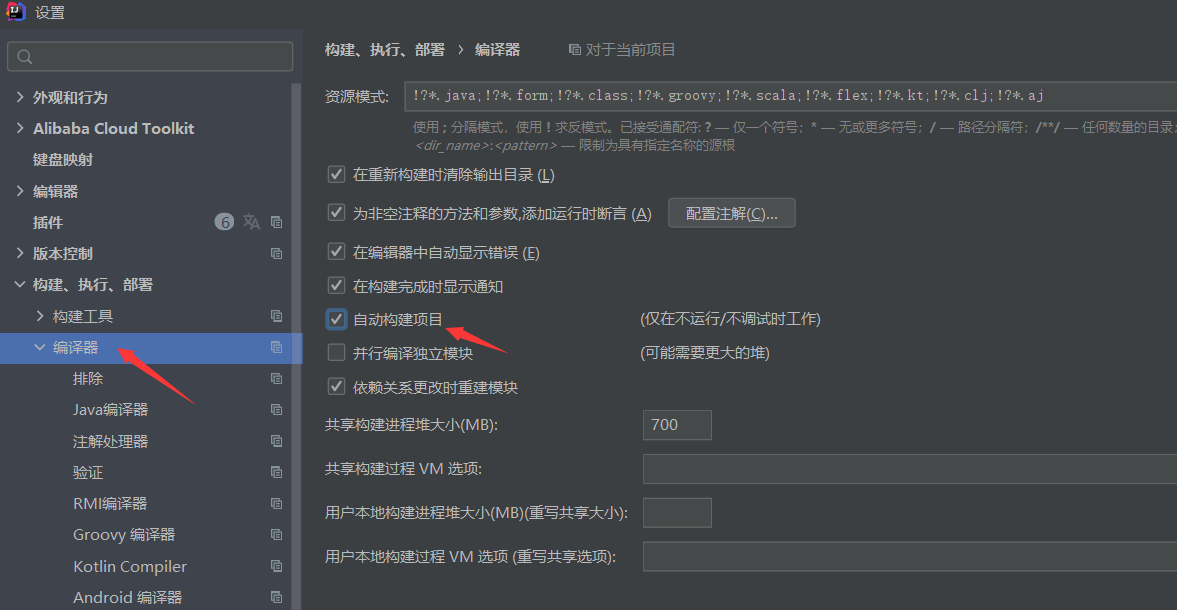 设置
外观和行为
Alibaba Cloud Toolkit
键盘映射
编辑器
插件 6
版本控制
构建、执行、部署
构建工具
编译器
排除
Java编译器
注解处理器
验证
RMI编译器
Groovy 编译器
Kotlin Compiler
Android 编译器
构建、执行、部署 › 编译器 对于当前项目
资源模式: !?*.java;!?*.form;!?*.class;!?*.groovy;!?*.scala;!?*.flex;!?*.kt;!?*.clj;!?*.aj
使用 ; 分隔模式，使用 ! 求反模式。已接受通配符: ? — 仅一个符号；* — 无或更多符号；/ — 路径分隔符；/**/ — 任何数量的目录；
<dir_name>:<pattern> — 限制为具有指定名称的源根
在重新构建时清除输出目录 (L)
为非空注释的方法和参数,添加运行时断言 (A) 配置注解(C)...
在编辑器中自动显示错误 (E)
在构建完成时显示通知
自动构建项目 (仅在不运行/不调试时工作)
并行编译独立模块 (可能需要更大的堆)
依赖关系更改时重建模块
共享构建进程堆大小(MB): 700
共享构建过程 VM 选项:
用户本地构建进程堆大小(MB)(重写共享大小):
用户本地构建过程 VM 选项 (重写共享选项):